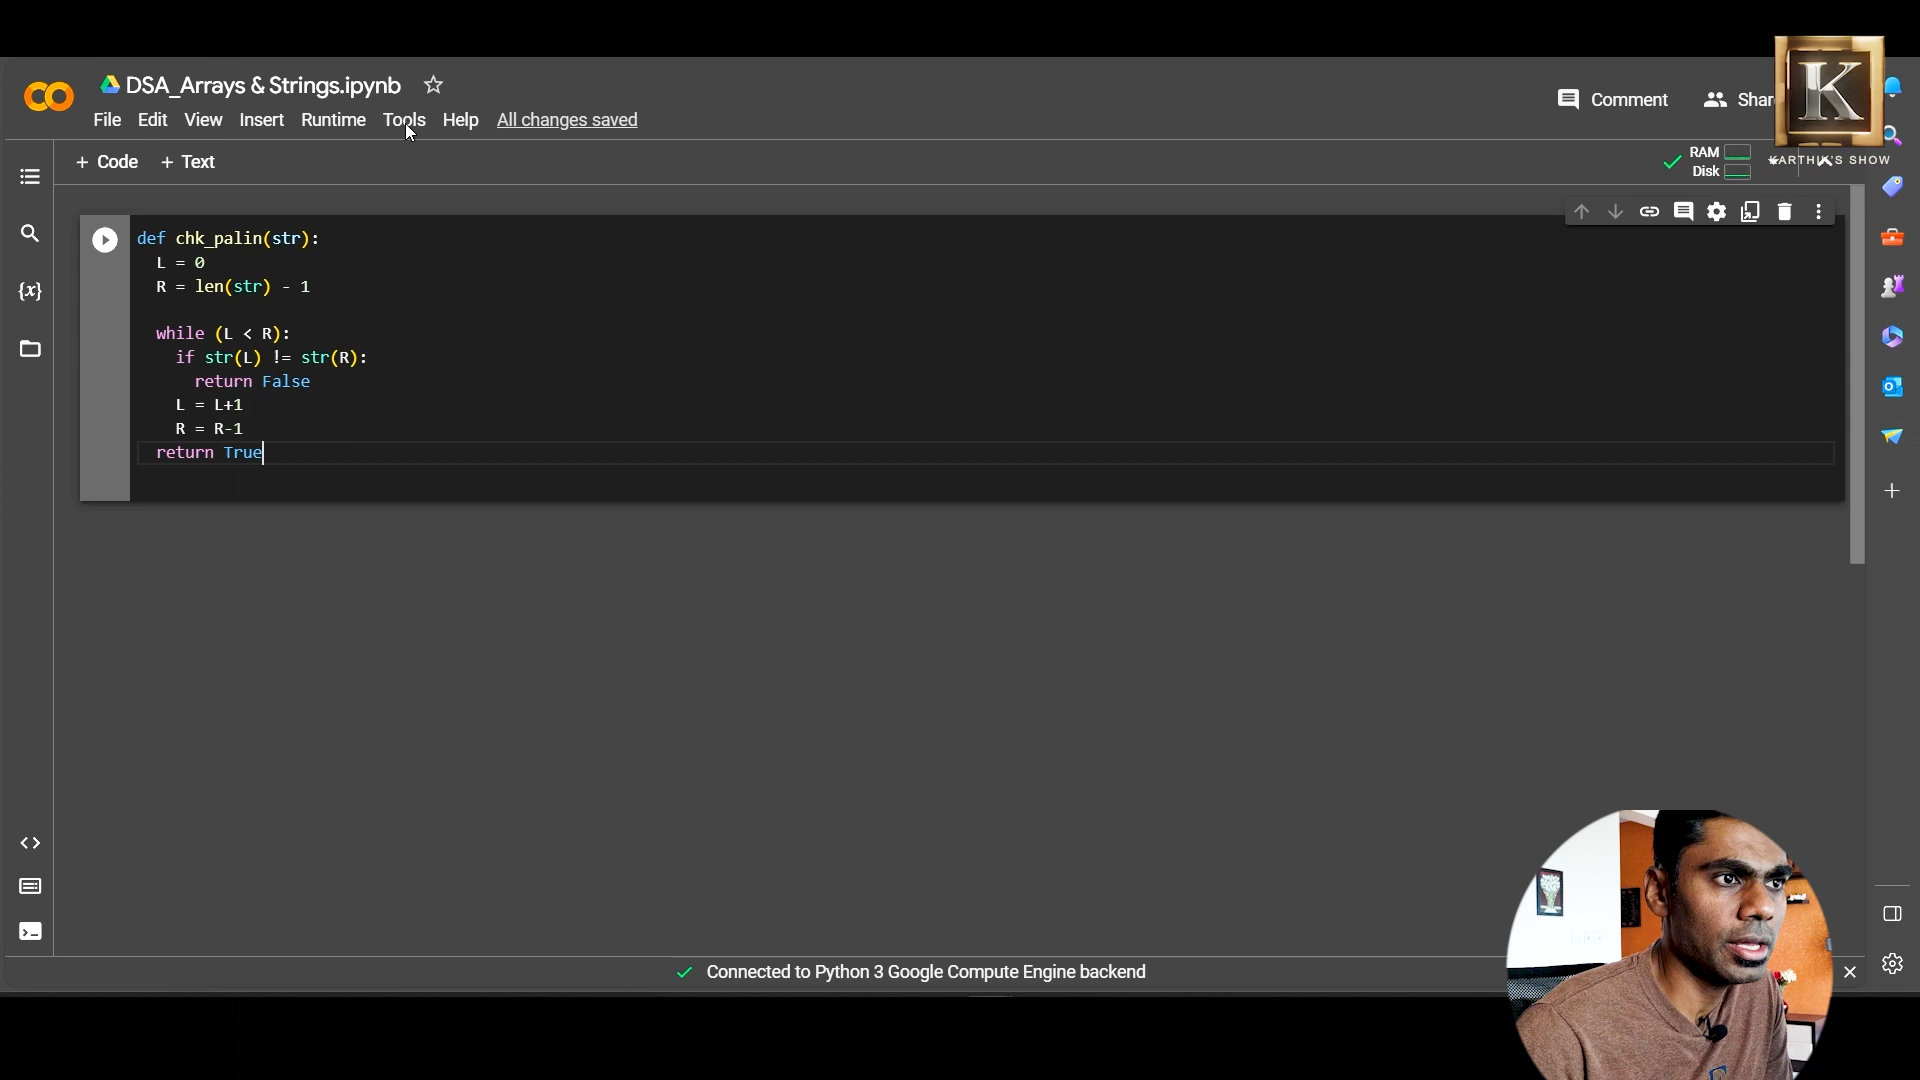 DSA_Arrays & Strings.ipynb
File Edit View Insert Runtime Tools Help All changes saved
Comment
Shar
K
KARTHIK'S SHOW
+ Code + Text
RAM
Disk
def chk_palin(str):
L = 0
R = len(str) - 1
while (L < R):
if str(L) != str(R):
return False
L = L+1
R = R-1
return True
Connected to Python 3 Google Compute Engine backend